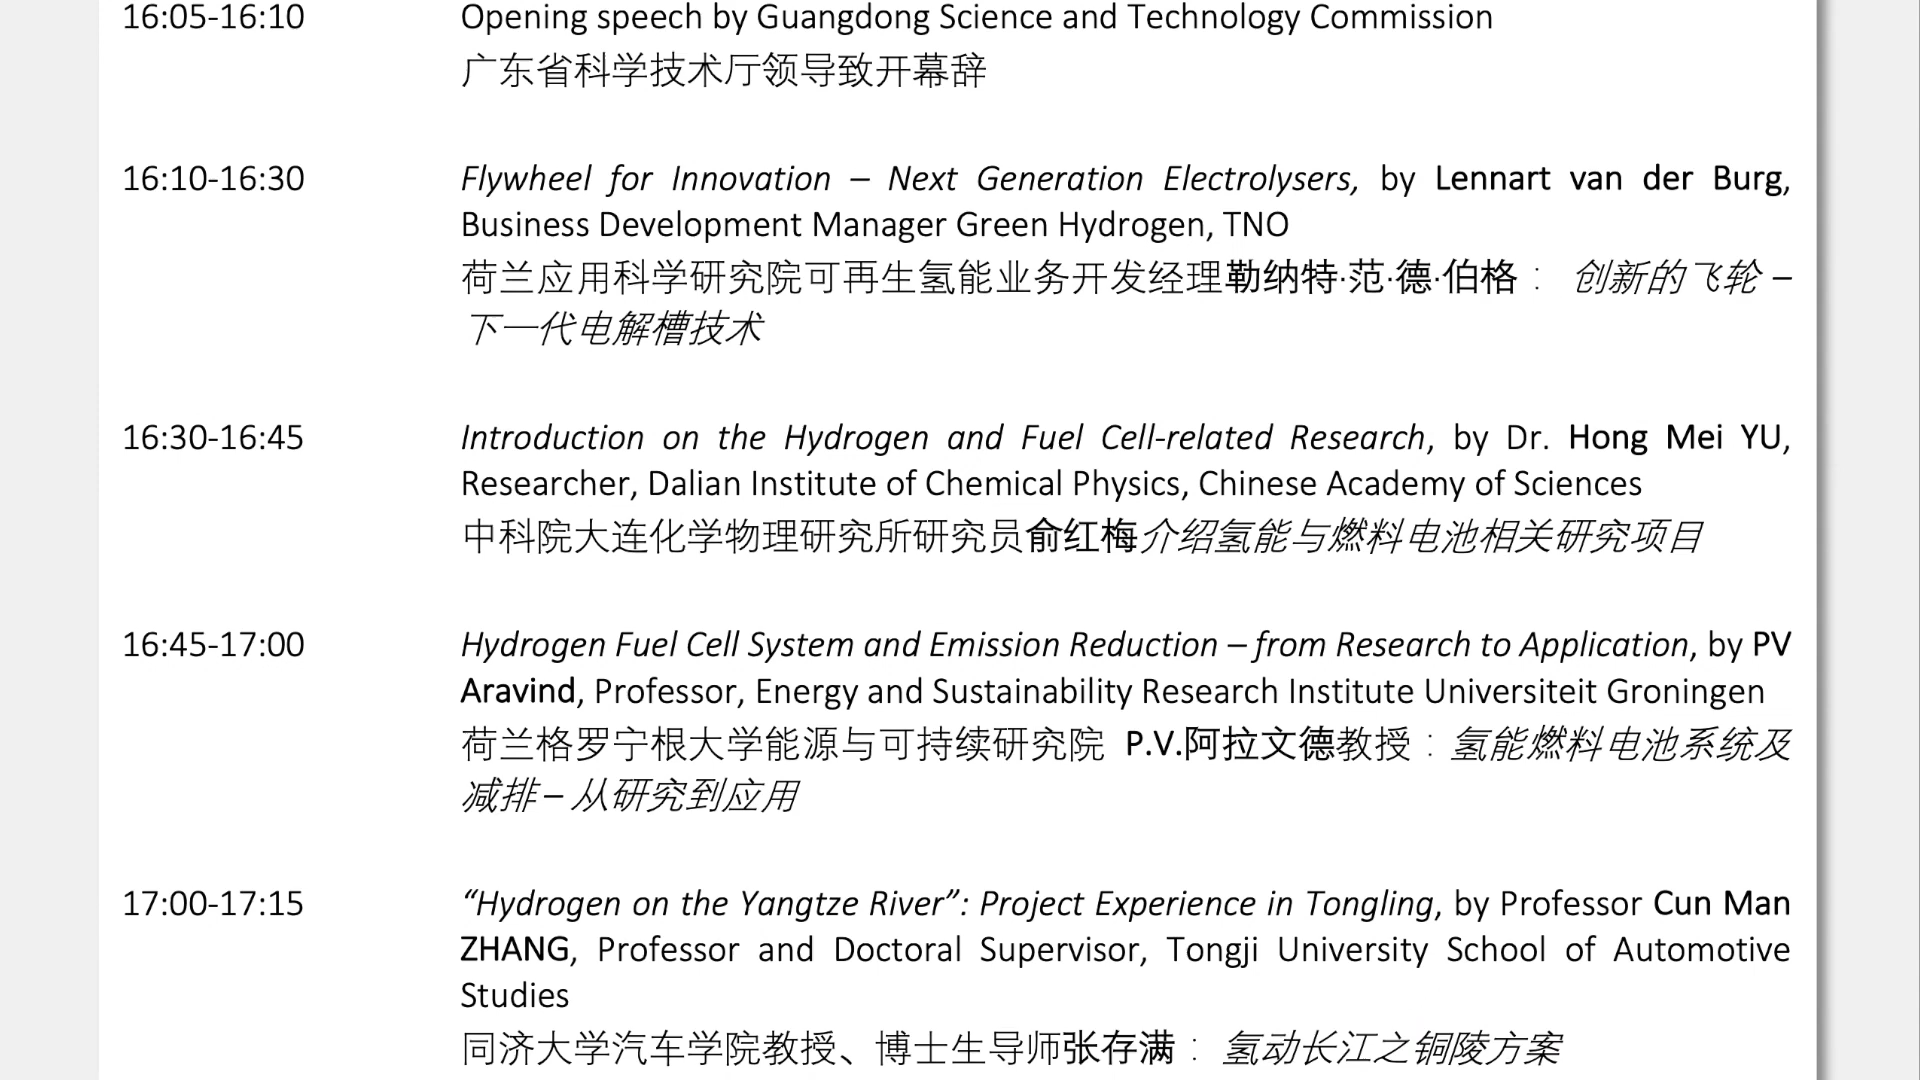 16:05-16:10
Opening speech by Guangdong Science and Technology Commission
广东省科学技术厅领导致开幕辞
16:10-16:30
Flywheel for Innovation – Next Generation Electrolysers, by Lennart van der Burg,
Business Development Manager Green Hydrogen, TNO
荷兰应用科学研究院可再生氢能业务开发经理勒纳特·范·德·伯格： 创新的飞轮 –
下一代电解槽技术
16:30-16:45
Introduction on the Hydrogen and Fuel Cell-related Research, by Dr. Hong Mei YU,
Researcher, Dalian Institute of Chemical Physics, Chinese Academy of Sciences
中科院大连化学物理研究所研究员俞红梅介绍氢能与燃料电池相关研究项目
16:45-17:00
Hydrogen Fuel Cell System and Emission Reduction – from Research to Application, by PV
Aravind, Professor, Energy and Sustainability Research Institute Universiteit Groningen
荷兰格罗宁根大学能源与可持续研究院 P.V.阿拉文德教授：氢能燃料电池系统及
减排 – 从研究到应用
17:00-17:15
“Hydrogen on the Yangtze River”: Project Experience in Tongling, by Professor Cun Man
ZHANG, Professor and Doctoral Supervisor, Tongji University School of Automotive
Studies
同济大学汽车学院教授、博士生导师张存满： 氢动长江之铜陵方案